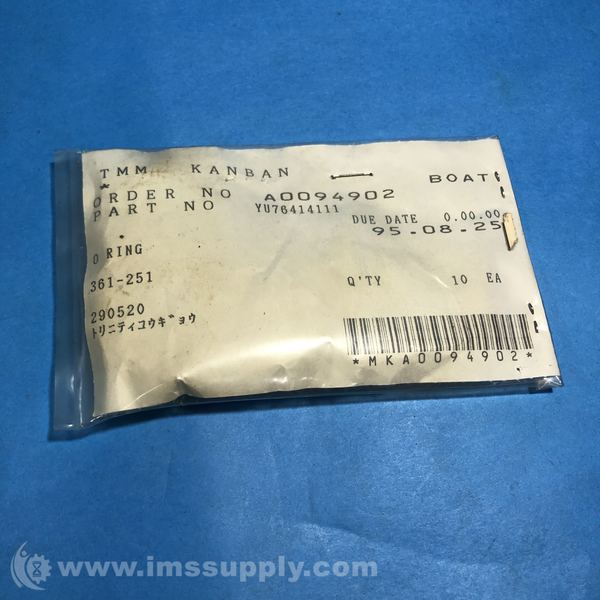 TMM KANBAN
BOAT
*
ORDER NO A0094902
PART NO YU76414111
DUE DATE 0.00.00
95-08-25
O RING
361-251
Q'TY 10 EA
290520
トリニティコウギョウ
*MKA0094902*
www.imssupply.com